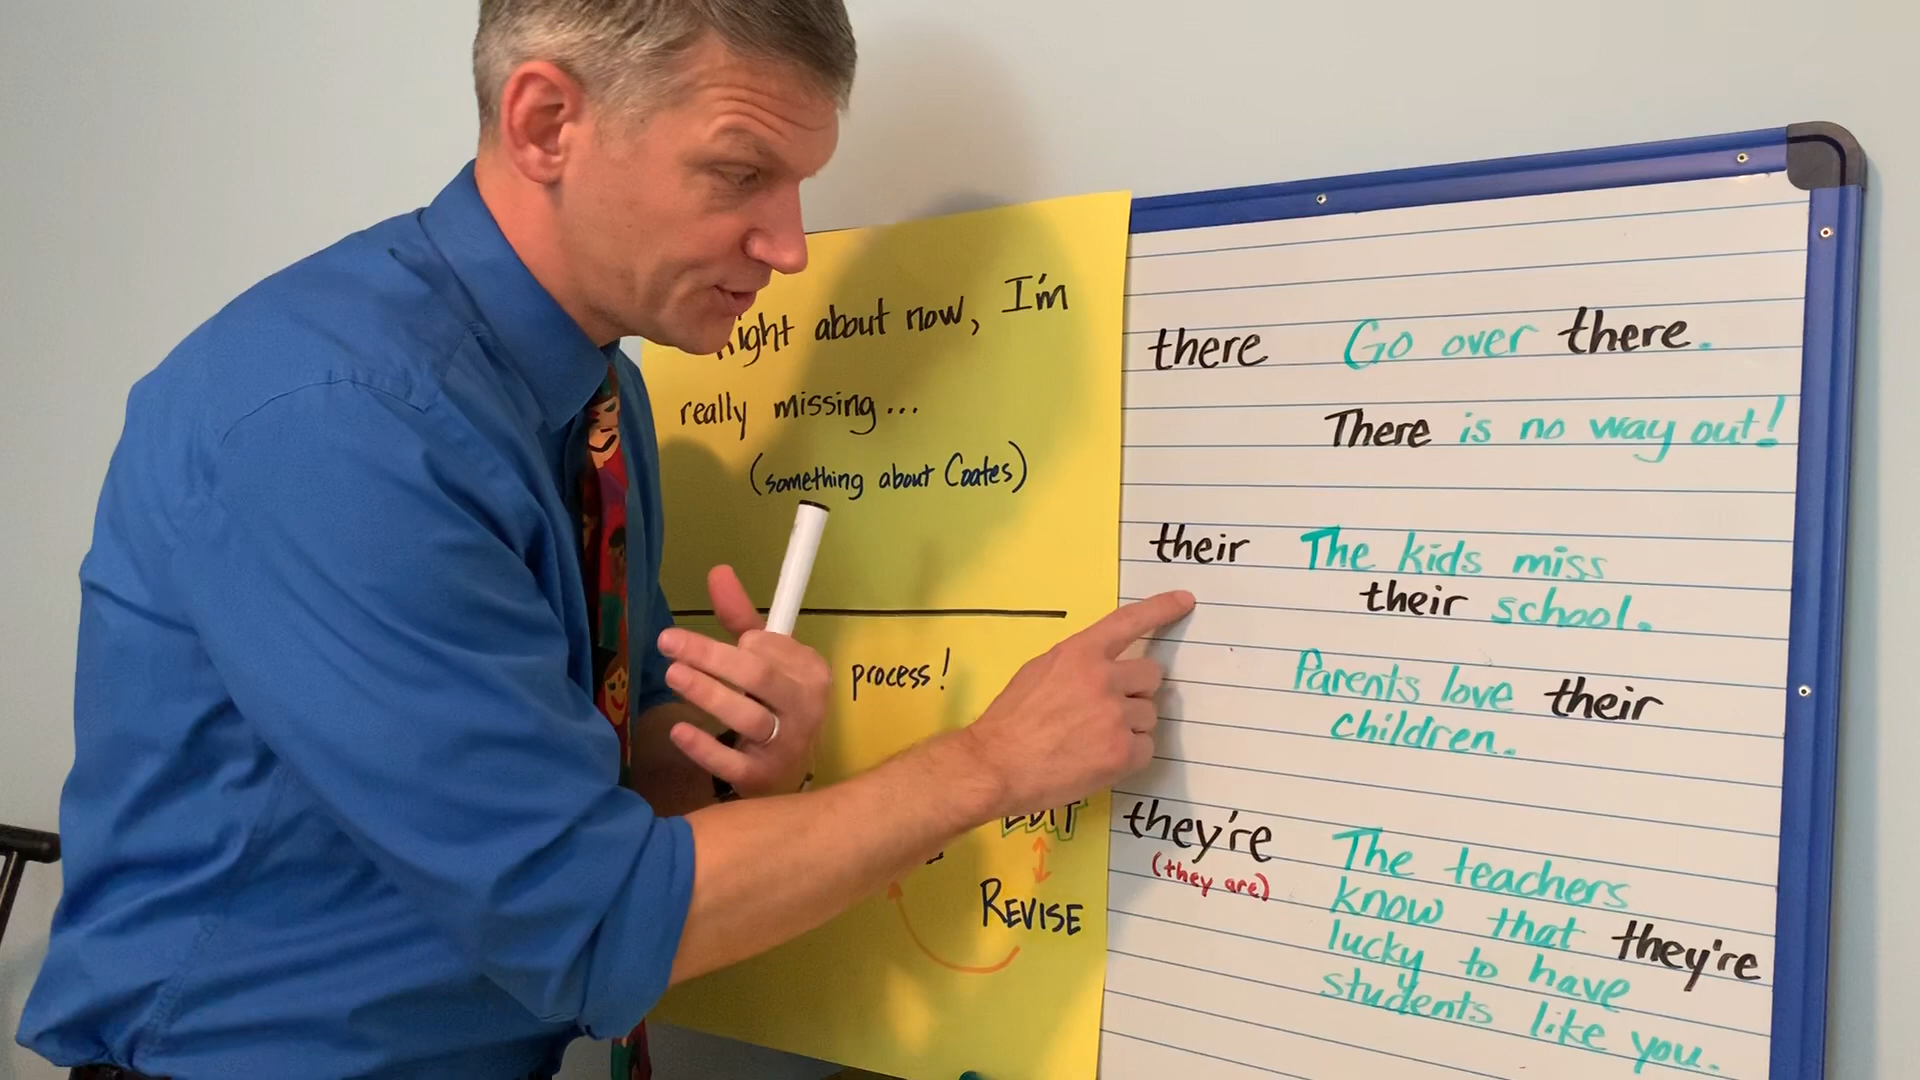 Right about now, I'm
really missing...
(something about Coates)
process!
EDIT
REVISE
there Go over there.
There is no way out!
their The kids miss
their school.
Parents love their
children.
they're The teachers
(they are) know that they're
lucky to have
students like you.